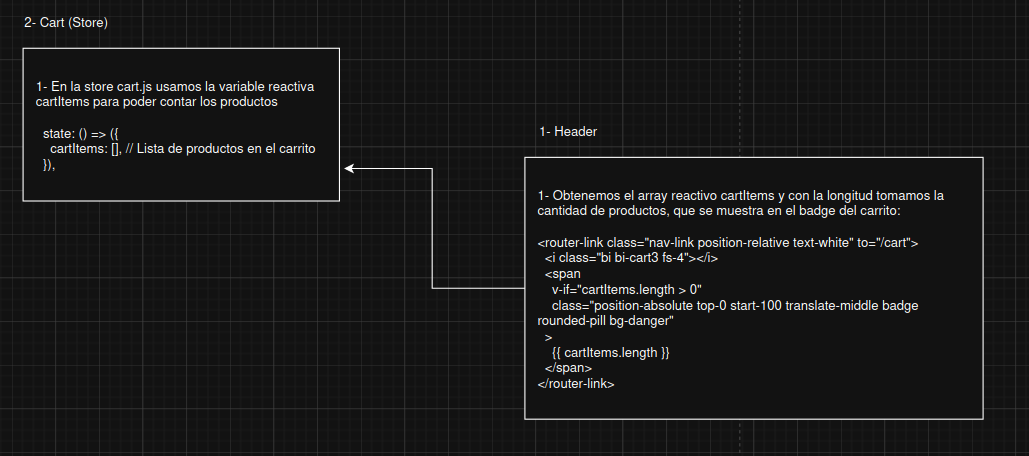 2- Cart (Store)
1- En la store cart.js usamos la variable reactiva
cartItems para poder contar los productos
state: () => ({
cartItems: [], // Lista de productos en el carrito
}),
1- Header
1- Obtenemos el array reactivo cartItems y con la longitud tomamos la
cantidad de productos, que se muestra en el badge del carrito:
<router-link class="nav-link position-relative text-white" to="/cart">
<i class="bi bi-cart3 fs-4"></i>
<span
v-if="cartItems.length > 0"
class="position-absolute top-0 start-100 translate-middle badge
rounded-pill bg-danger"
>
{{ cartItems.length }}
</span>
</router-link>